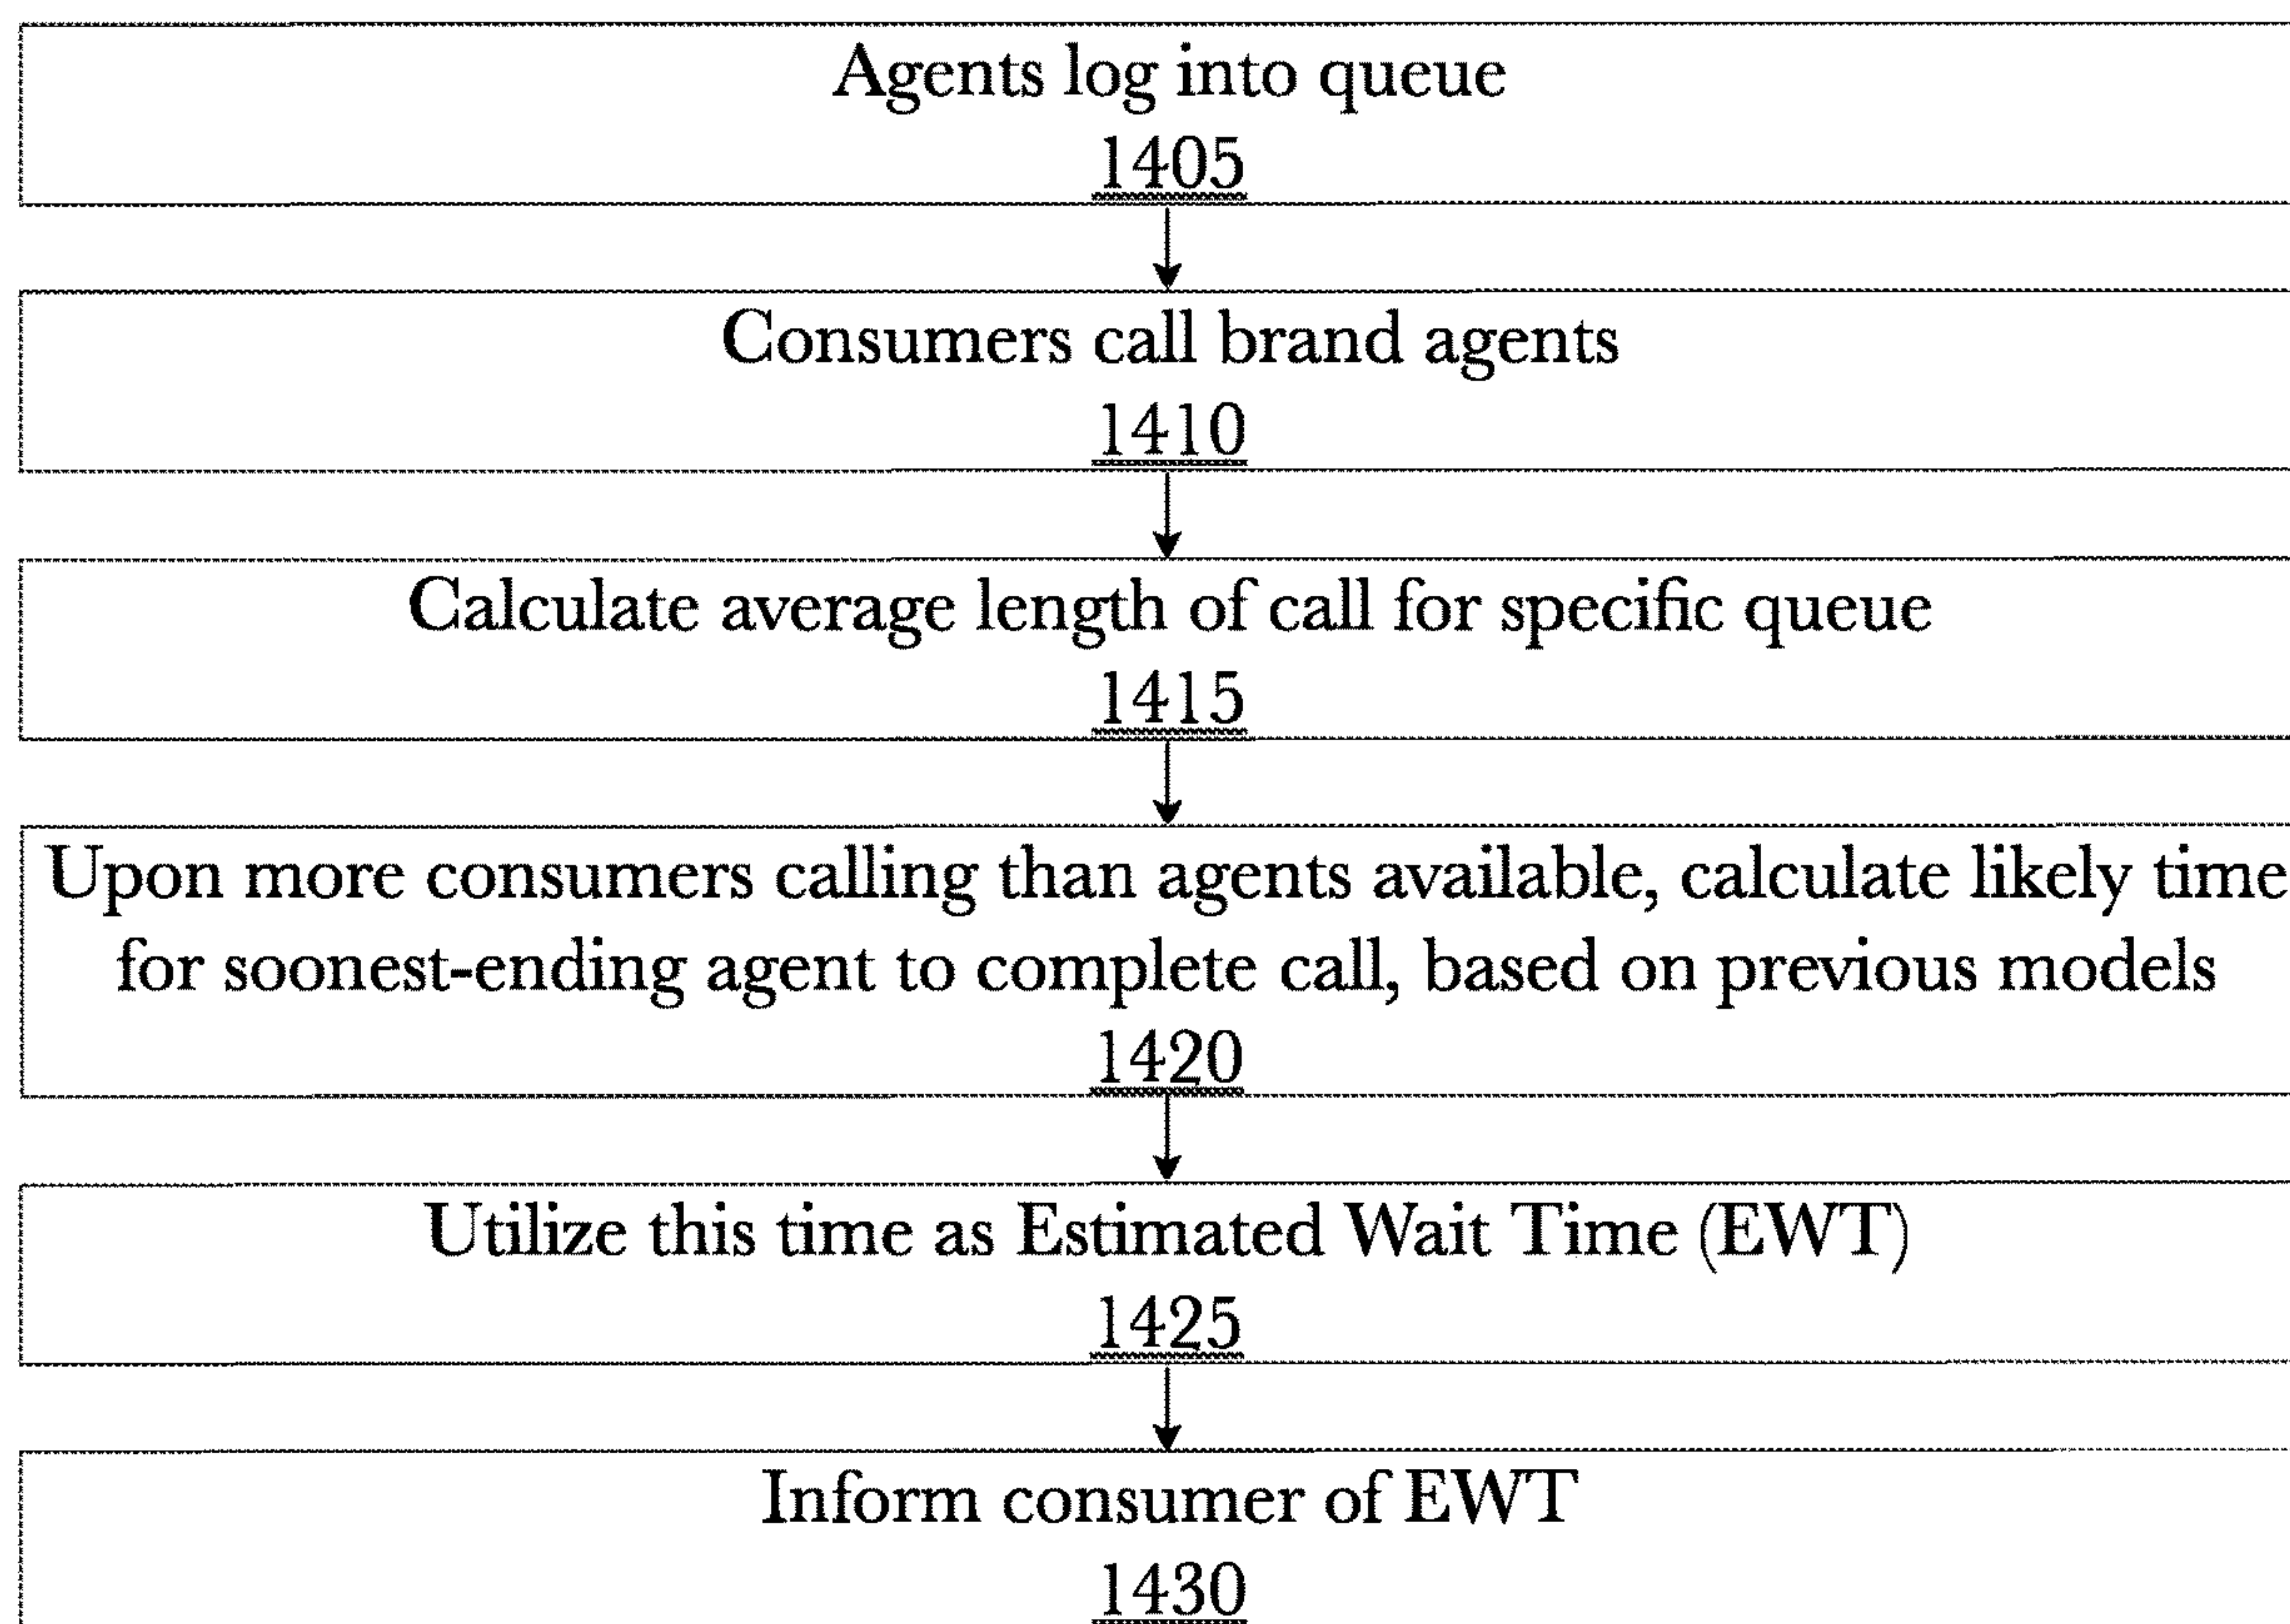 Agents log into queue
1405
Consumers call brand agents
1410
Calculate average length of call for specific queue
1415
Upon more consumers calling than agents available, calculate likely time
for soonest-ending agent to complete call, based on previous models
1420
Utilize this time as Estimated Wait Time (EWT)
1425
Inform consumer of EWT
1430